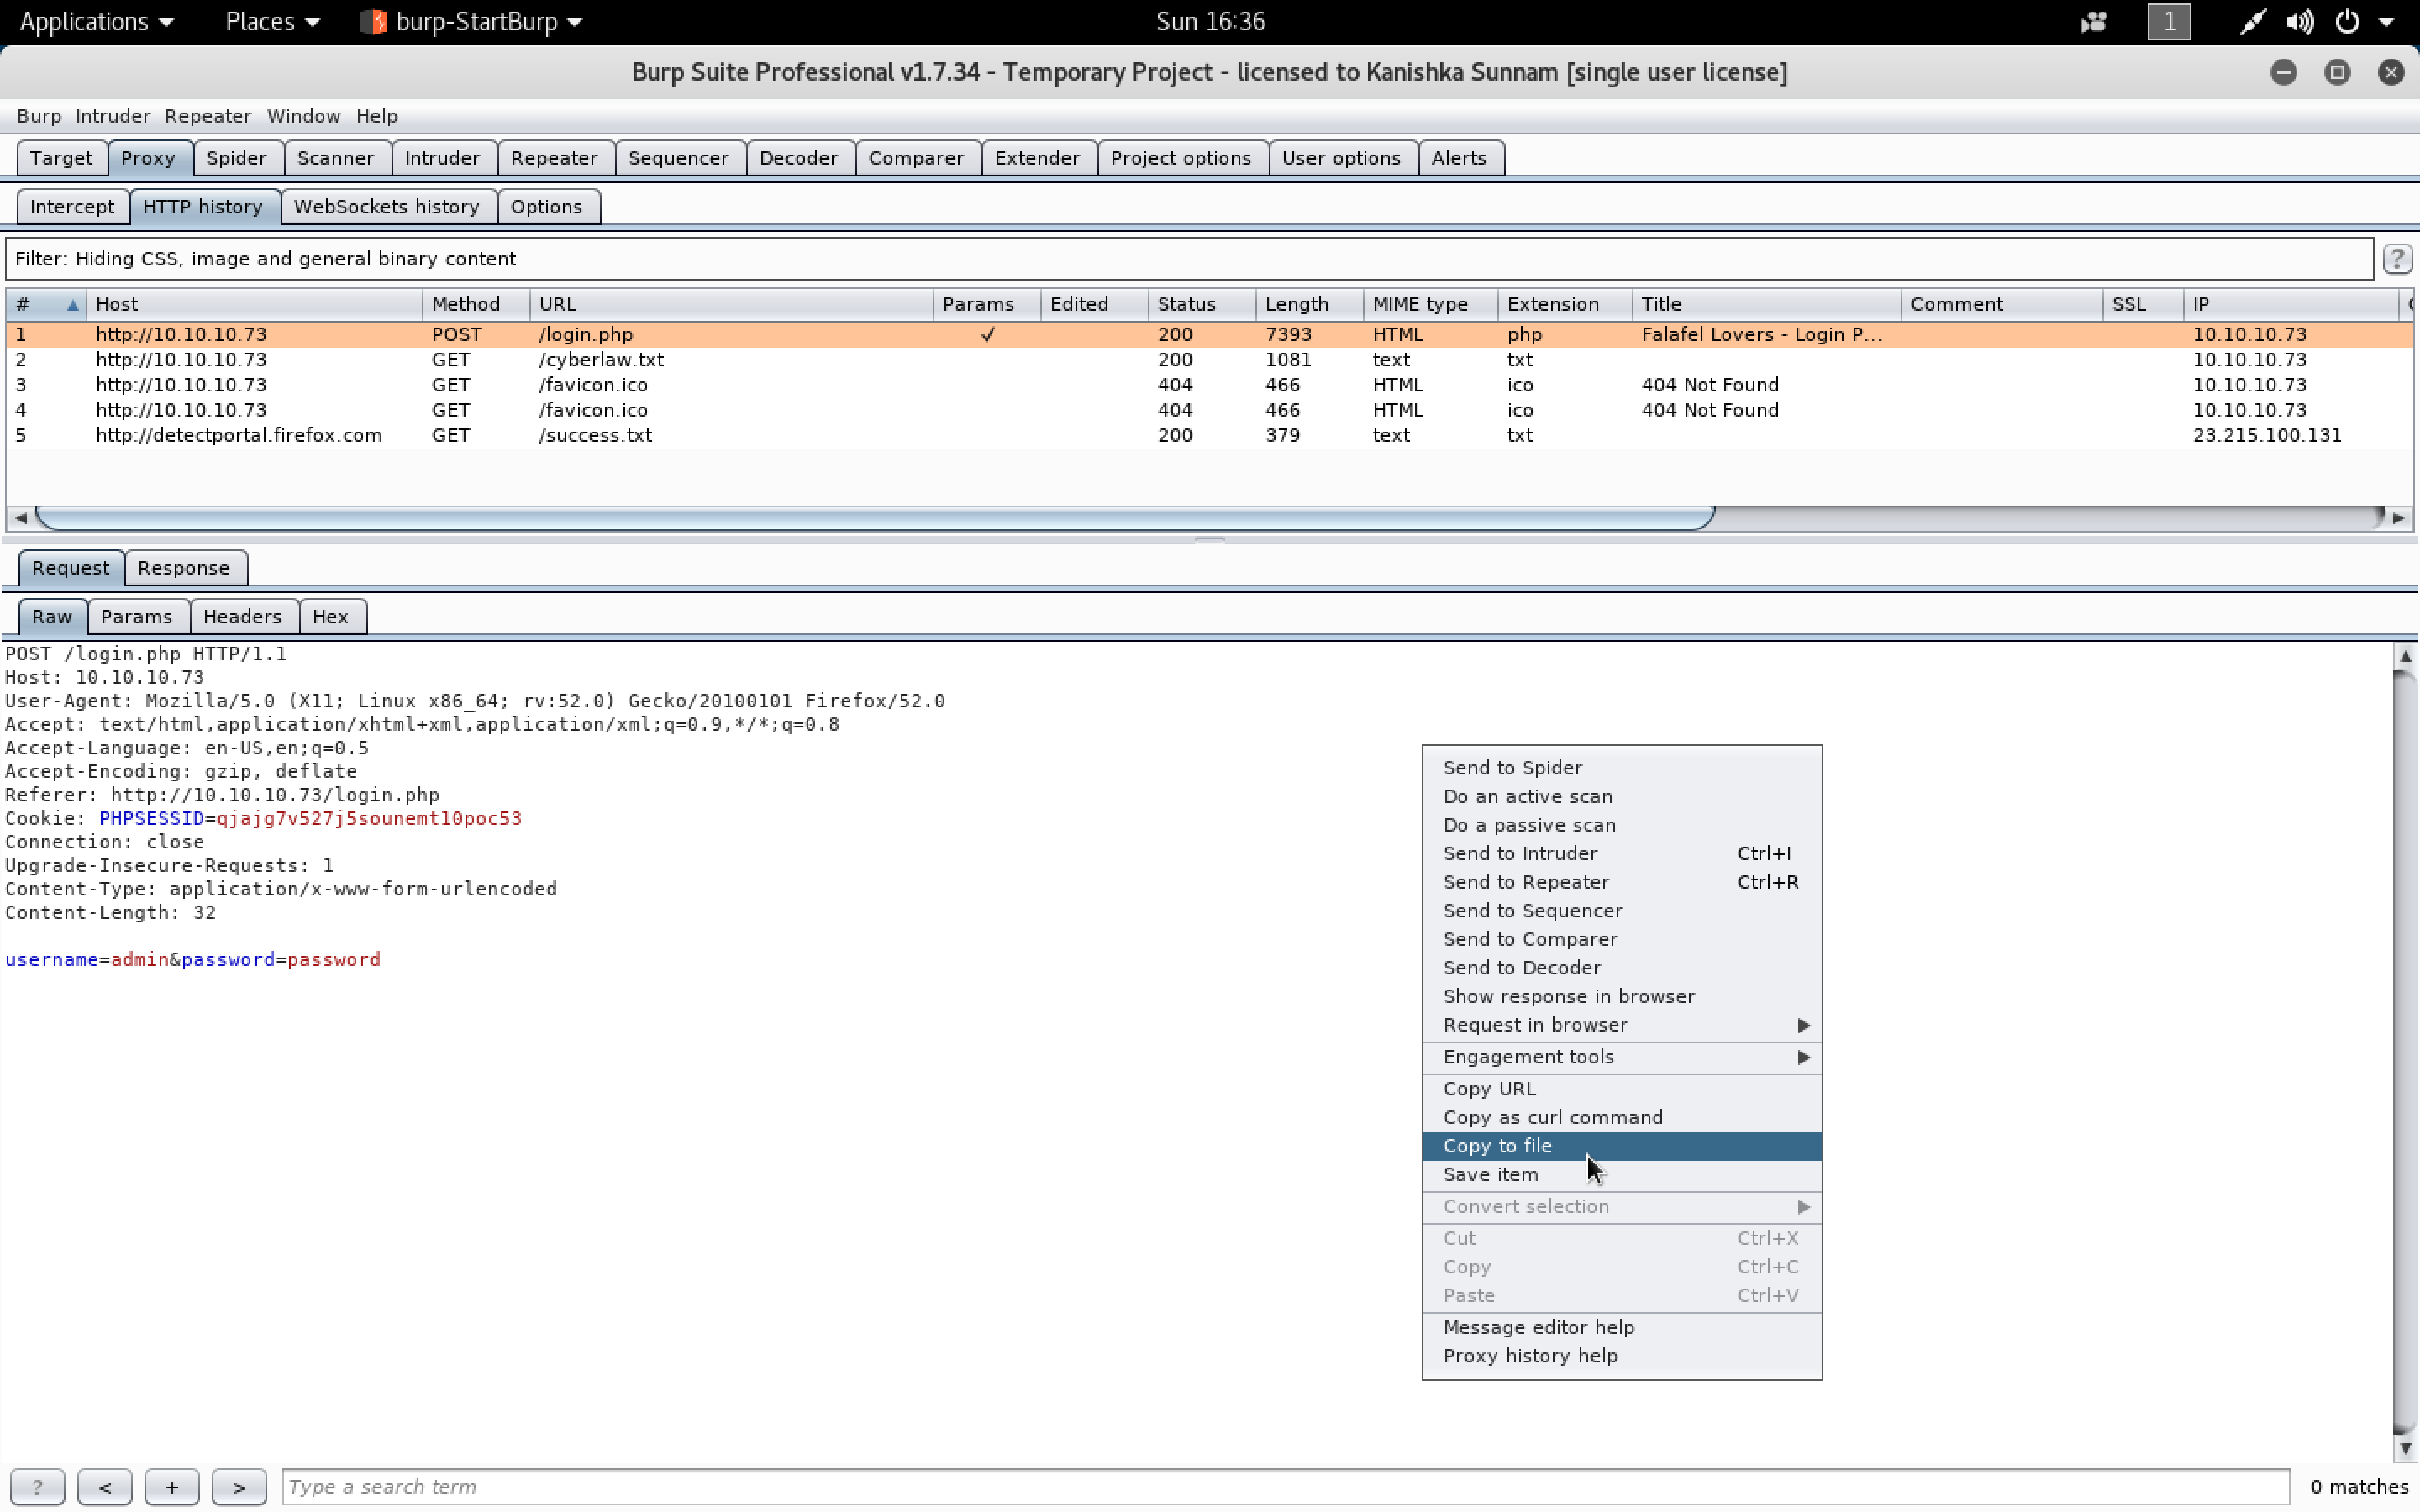 Applications Places burp-StartBurp Sun 16:36 1
Burp Suite Professional v1.7.34 - Temporary Project - licensed to Kanishka Sunnam [single user license]
Burp Intruder Repeater Window Help
Target Proxy Spider Scanner Intruder Repeater Sequencer Decoder Comparer Extender Project options User options Alerts
Intercept HTTP history WebSockets history Options
Filter: Hiding CSS, image and general binary content ?
# Host Method URL Params Edited Status Length MIME type Extension Title Comment SSL IP
1 http://10.10.10.73 POST /login.php ✓ 200 7393 HTML php Falafel Lovers - Login P... 10.10.10.73
2 http://10.10.10.73 GET /cyberlaw.txt 200 1081 text txt 10.10.10.73
3 http://10.10.10.73 GET /favicon.ico 404 466 HTML ico 404 Not Found 10.10.10.73
4 http://10.10.10.73 GET /favicon.ico 404 466 HTML ico 404 Not Found 10.10.10.73
5 http://detectportal.firefox.com GET /success.txt 200 379 text txt 23.215.100.131
Request Response
Raw Params Headers Hex
POST /login.php HTTP/1.1
Host: 10.10.10.73
User-Agent: Mozilla/5.0 (X11; Linux x86_64; rv:52.0) Gecko/20100101 Firefox/52.0
Accept: text/html,application/xhtml+xml,application/xml;q=0.9,*/*;q=0.8
Accept-Language: en-US,en;q=0.5
Accept-Encoding: gzip, deflate
Referer: http://10.10.10.73/login.php
Cookie: PHPSESSID=qjajg7v527j5sounemt10poc53
Connection: close
Upgrade-Insecure-Requests: 1
Content-Type: application/x-www-form-urlencoded
Content-Length: 32
username=admin&password=password
Send to Spider
Do an active scan
Do a passive scan
Send to Intruder Ctrl+I
Send to Repeater Ctrl+R
Send to Sequencer
Send to Comparer
Send to Decoder
Show response in browser
Request in browser
Engagement tools
Copy URL
Copy as curl command
Copy to file
Save item
Convert selection
Cut Ctrl+X
Copy Ctrl+C
Paste Ctrl+V
Message editor help
Proxy history help
? < + > Type a search term 0 matches